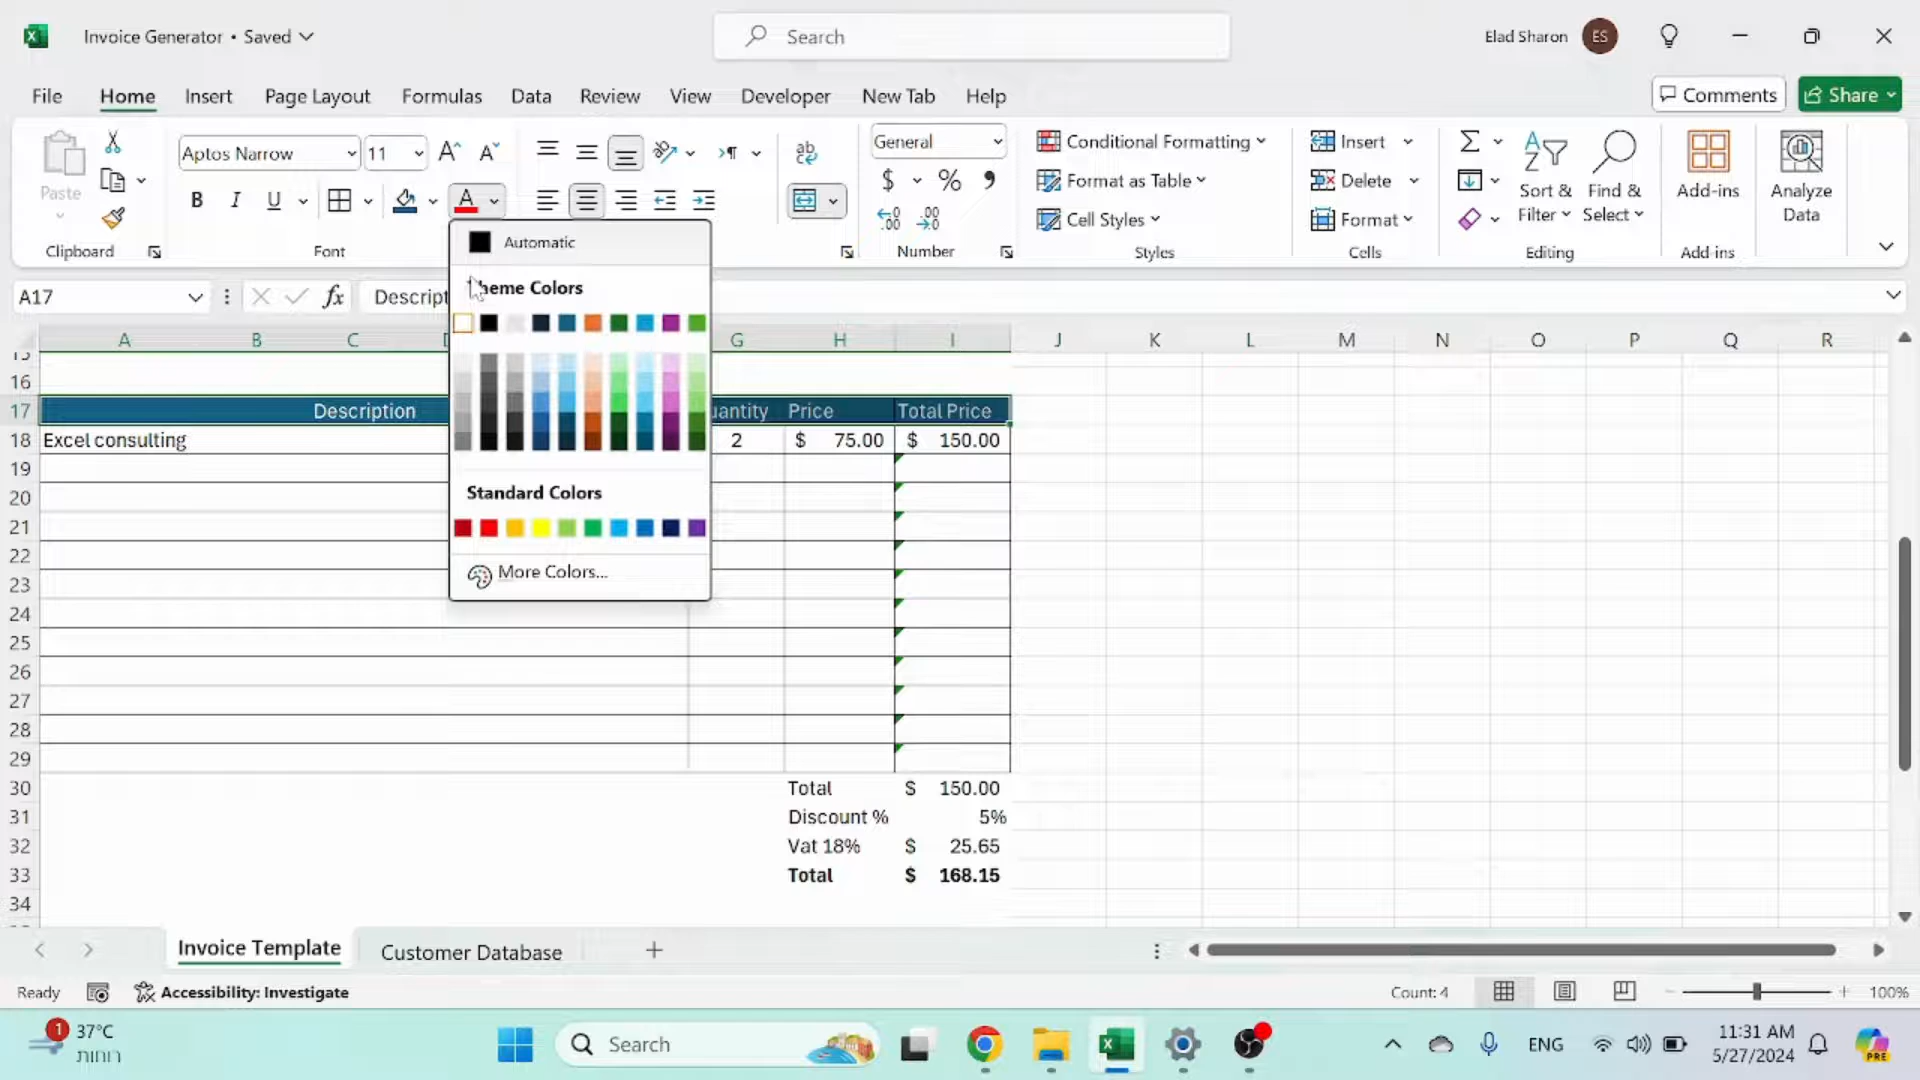 Invoice Generator • Saved
Search
Elad Sharon
ES
File
Home
Insert
Page Layout
Formulas
Data
Review
View
Developer
New Tab
Help
Comments
Share
Paste
Clipboard
Aptos Narrow
11
B
I
U
Font
General
$
%
Number
Conditional Formatting
Format as Table
Cell Styles
Styles
Insert
Delete
Format
Cells
Sort &
Filter
Find &
Select
Editing
Add-ins
Add-ins
Analyze
Data
Automatic
heme Colors
Standard Colors
More Colors...
A17
fx
Descript
A
B
C
G
H
I
J
K
L
M
N
O
P
Q
R
16
17
Description
uantity
Price
Total Price
18
Excel consulting
2
$ 75.00
$ 150.00
19
20
21
22
23
24
25
26
27
28
29
30
Total
$ 150.00
31
Discount %
5%
32
Vat 18%
$ 25.65
33
Total
$ 168.15
34
Invoice Template
Customer Database
Ready
Accessibility: Investigate
Count: 4
100%
1
37°C
Search
ENG
11:31 AM
5/27/2024
PRE